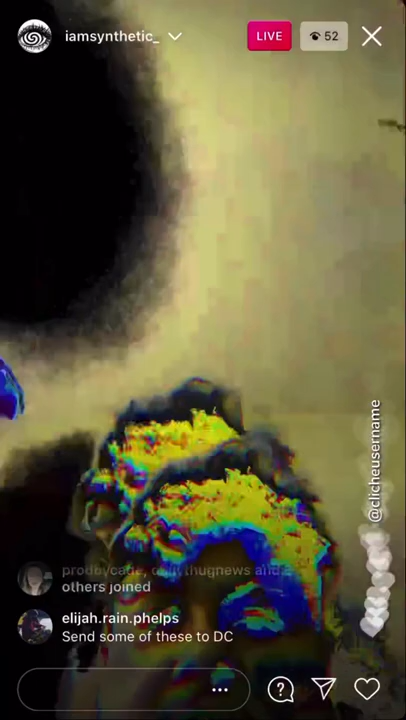 iamsynthetic_
LIVE
52
@clicheusername
others joined
elijah.rain.phelps
Send some of these to DC